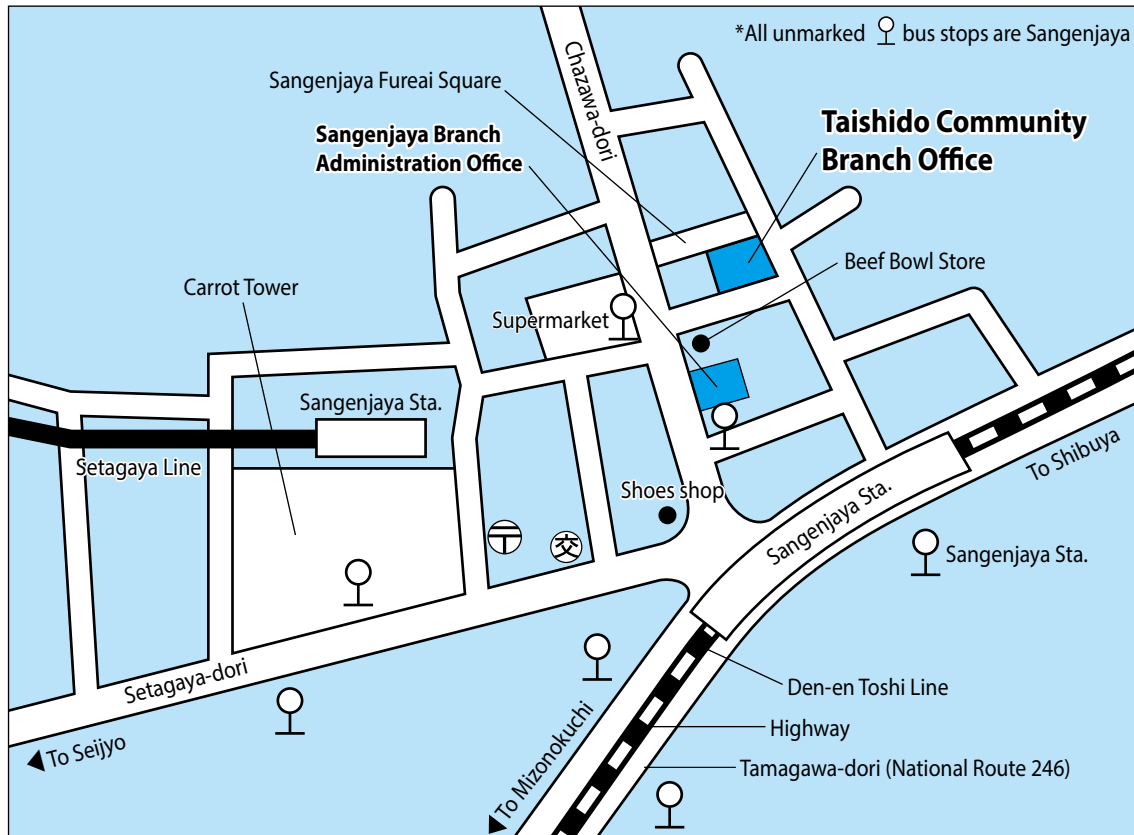 *All unmarked bus stops are Sangenjaya
Chazawa-dori
Sangenjaya Fureai Square
Sangenjaya Branch
Administration Office
Taishido Community
Branch Office
Beef Bowl Store
Carrot Tower
Supermarket
Sangenjaya Sta.
Setagaya Line
To Shibuya
Shoes shop
Sangenjaya Sta.
〒
交
Sangenjaya Sta.
Setagaya-dori
Den-en Toshi Line
Highway
To Seijyo
To Mizonokuchi
Tamagawa-dori (National Route 246)